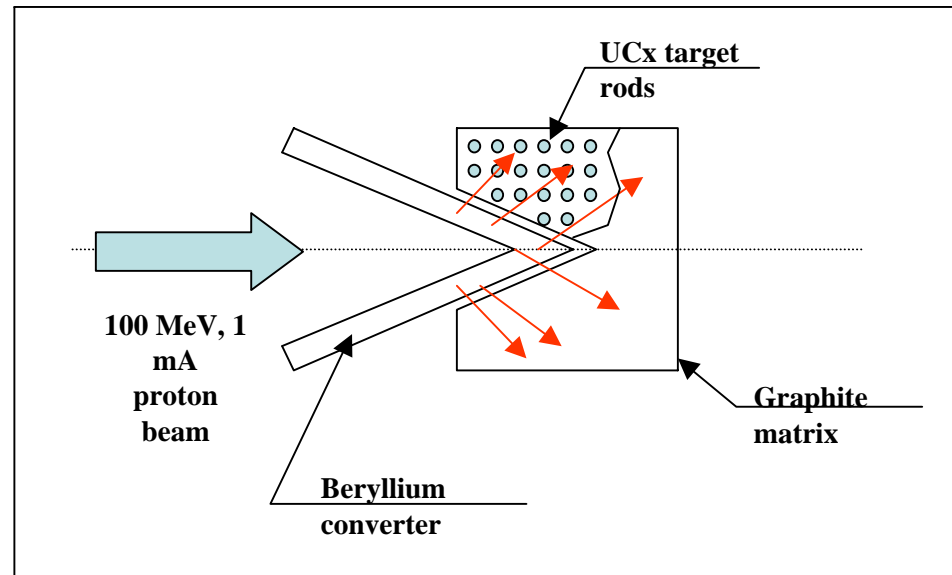 UCx target
rods
100 MeV, 1
mA
proton
beam
Graphite
matrix
Beryllium
converter